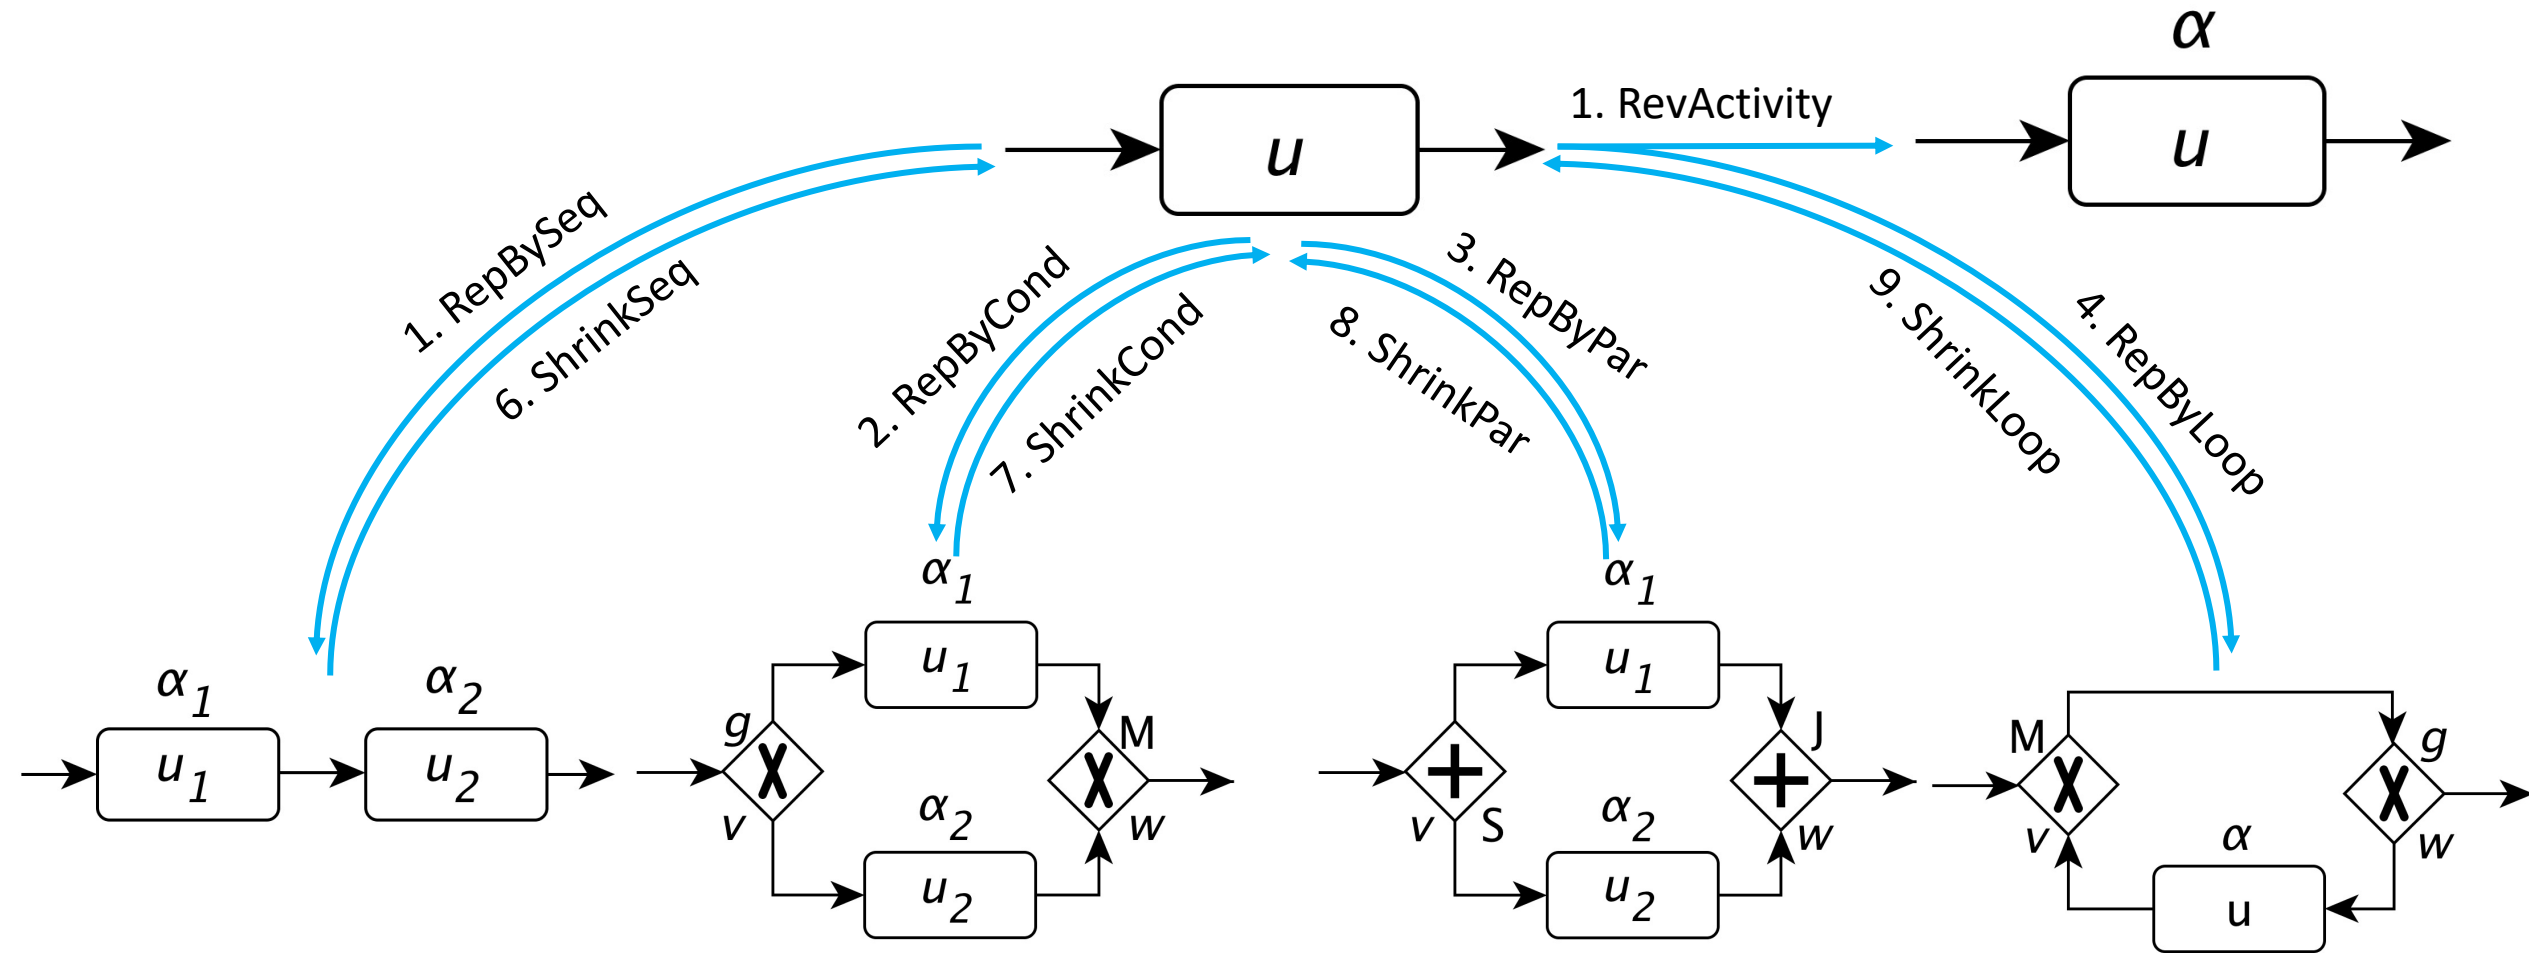 α
u
1. RevActivity
u
1. RepBySeq
6. ShrinkSeq
2. RepByCond
7. ShrinkCond
3. RepByPar
8. ShrinkPar
4. RepByLoop
9. ShrinkLoop
α1
u1
α2
u2
α1
u1
g
X
v
M
X
w
α2
u2
α1
u1
+
v
S
J
+
w
α2
u2
M
X
v
g
X
w
α
u